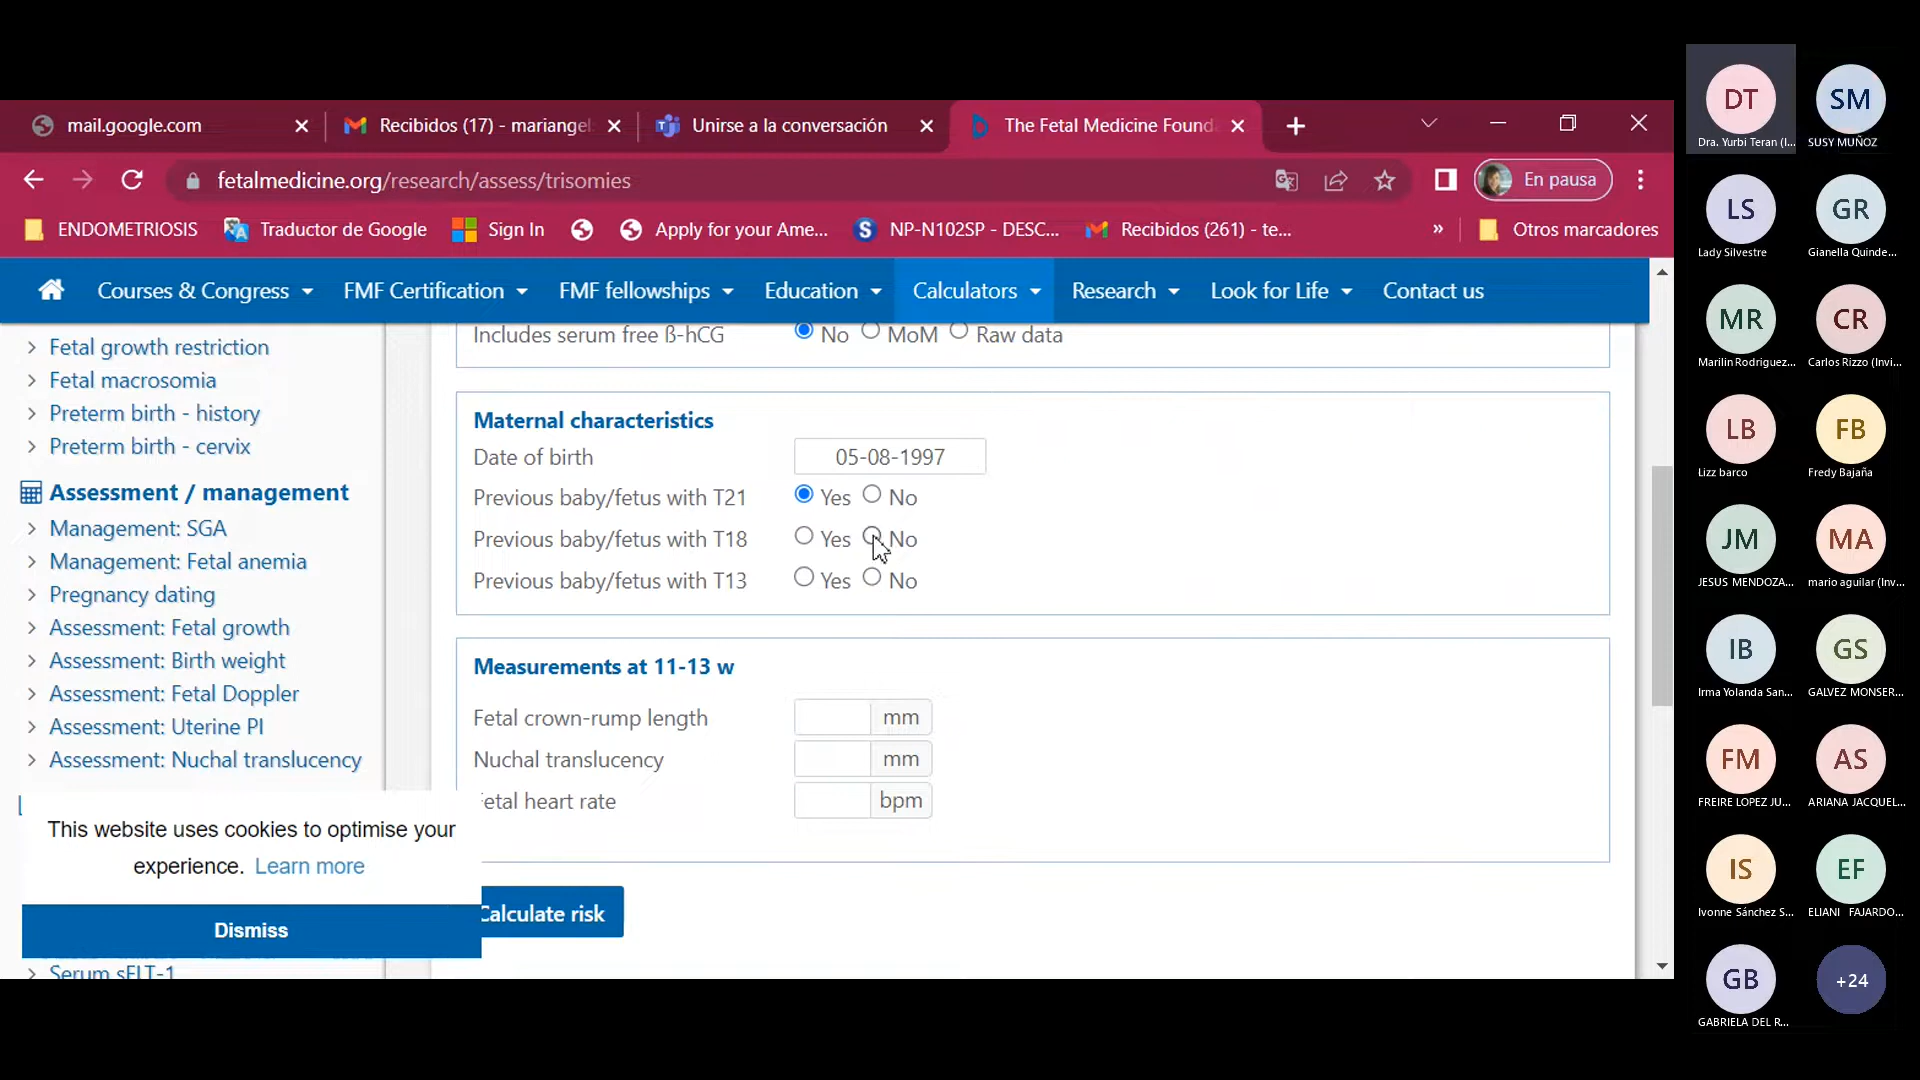 mail.google.com
Recibidos (17) - mariangel
Unirse a la conversación
The Fetal Medicine Found
fetalmedicine.org/research/assess/trisomies
En pausa
ENDOMETRIOSIS
Traductor de Google
Sign In
Apply for your Ame...
NP-N102SP - DESC...
Recibidos (261) - te...
»
Otros marcadores
Courses & Congress
FMF Certification
FMF fellowships
Education
Calculators
Research
Look for Life
Contact us
Fetal growth restriction
Fetal macrosomia
Preterm birth - history
Preterm birth - cervix
Assessment / management
Management: SGA
Management: Fetal anemia
Pregnancy dating
Assessment: Fetal growth
Assessment: Birth weight
Assessment: Fetal Doppler
Assessment: Uterine PI
Assessment: Nuchal translucency
This website uses cookies to optimise your
experience. Learn more
Dismiss
Serum sFLT-1
Includes serum free ß-hCG No MoM Raw data
Maternal characteristics
Date of birth 05-08-1997
Previous baby/fetus with T21 Yes No
Previous baby/fetus with T18 Yes No
Previous baby/fetus with T13 Yes No
Measurements at 11-13 w
Fetal crown-rump length mm
Nuchal translucency mm
Fetal heart rate bpm
Calculate risk
DT
Dra. Yurbi Teran (I...
SM
SUSY MUÑOZ
LS
Lady Silvestre
GR
Gianella Quinde...
MR
Marilin Rodriguez...
CR
Carlos Rizzo (Invi...
LB
Lizz barco
FB
Fredy Bajaña
JM
JESUS MENDOZA...
MA
mario aguilar (Inv...
IB
Irma Yolanda San...
GS
GALVEZ MONSER...
FM
FREIRE LOPEZ JU...
AS
ARIANA JACQUEL...
IS
Ivonne Sánchez S...
EF
ELIANI FAJARDO...
GB
GABRIELA DEL R...
+24